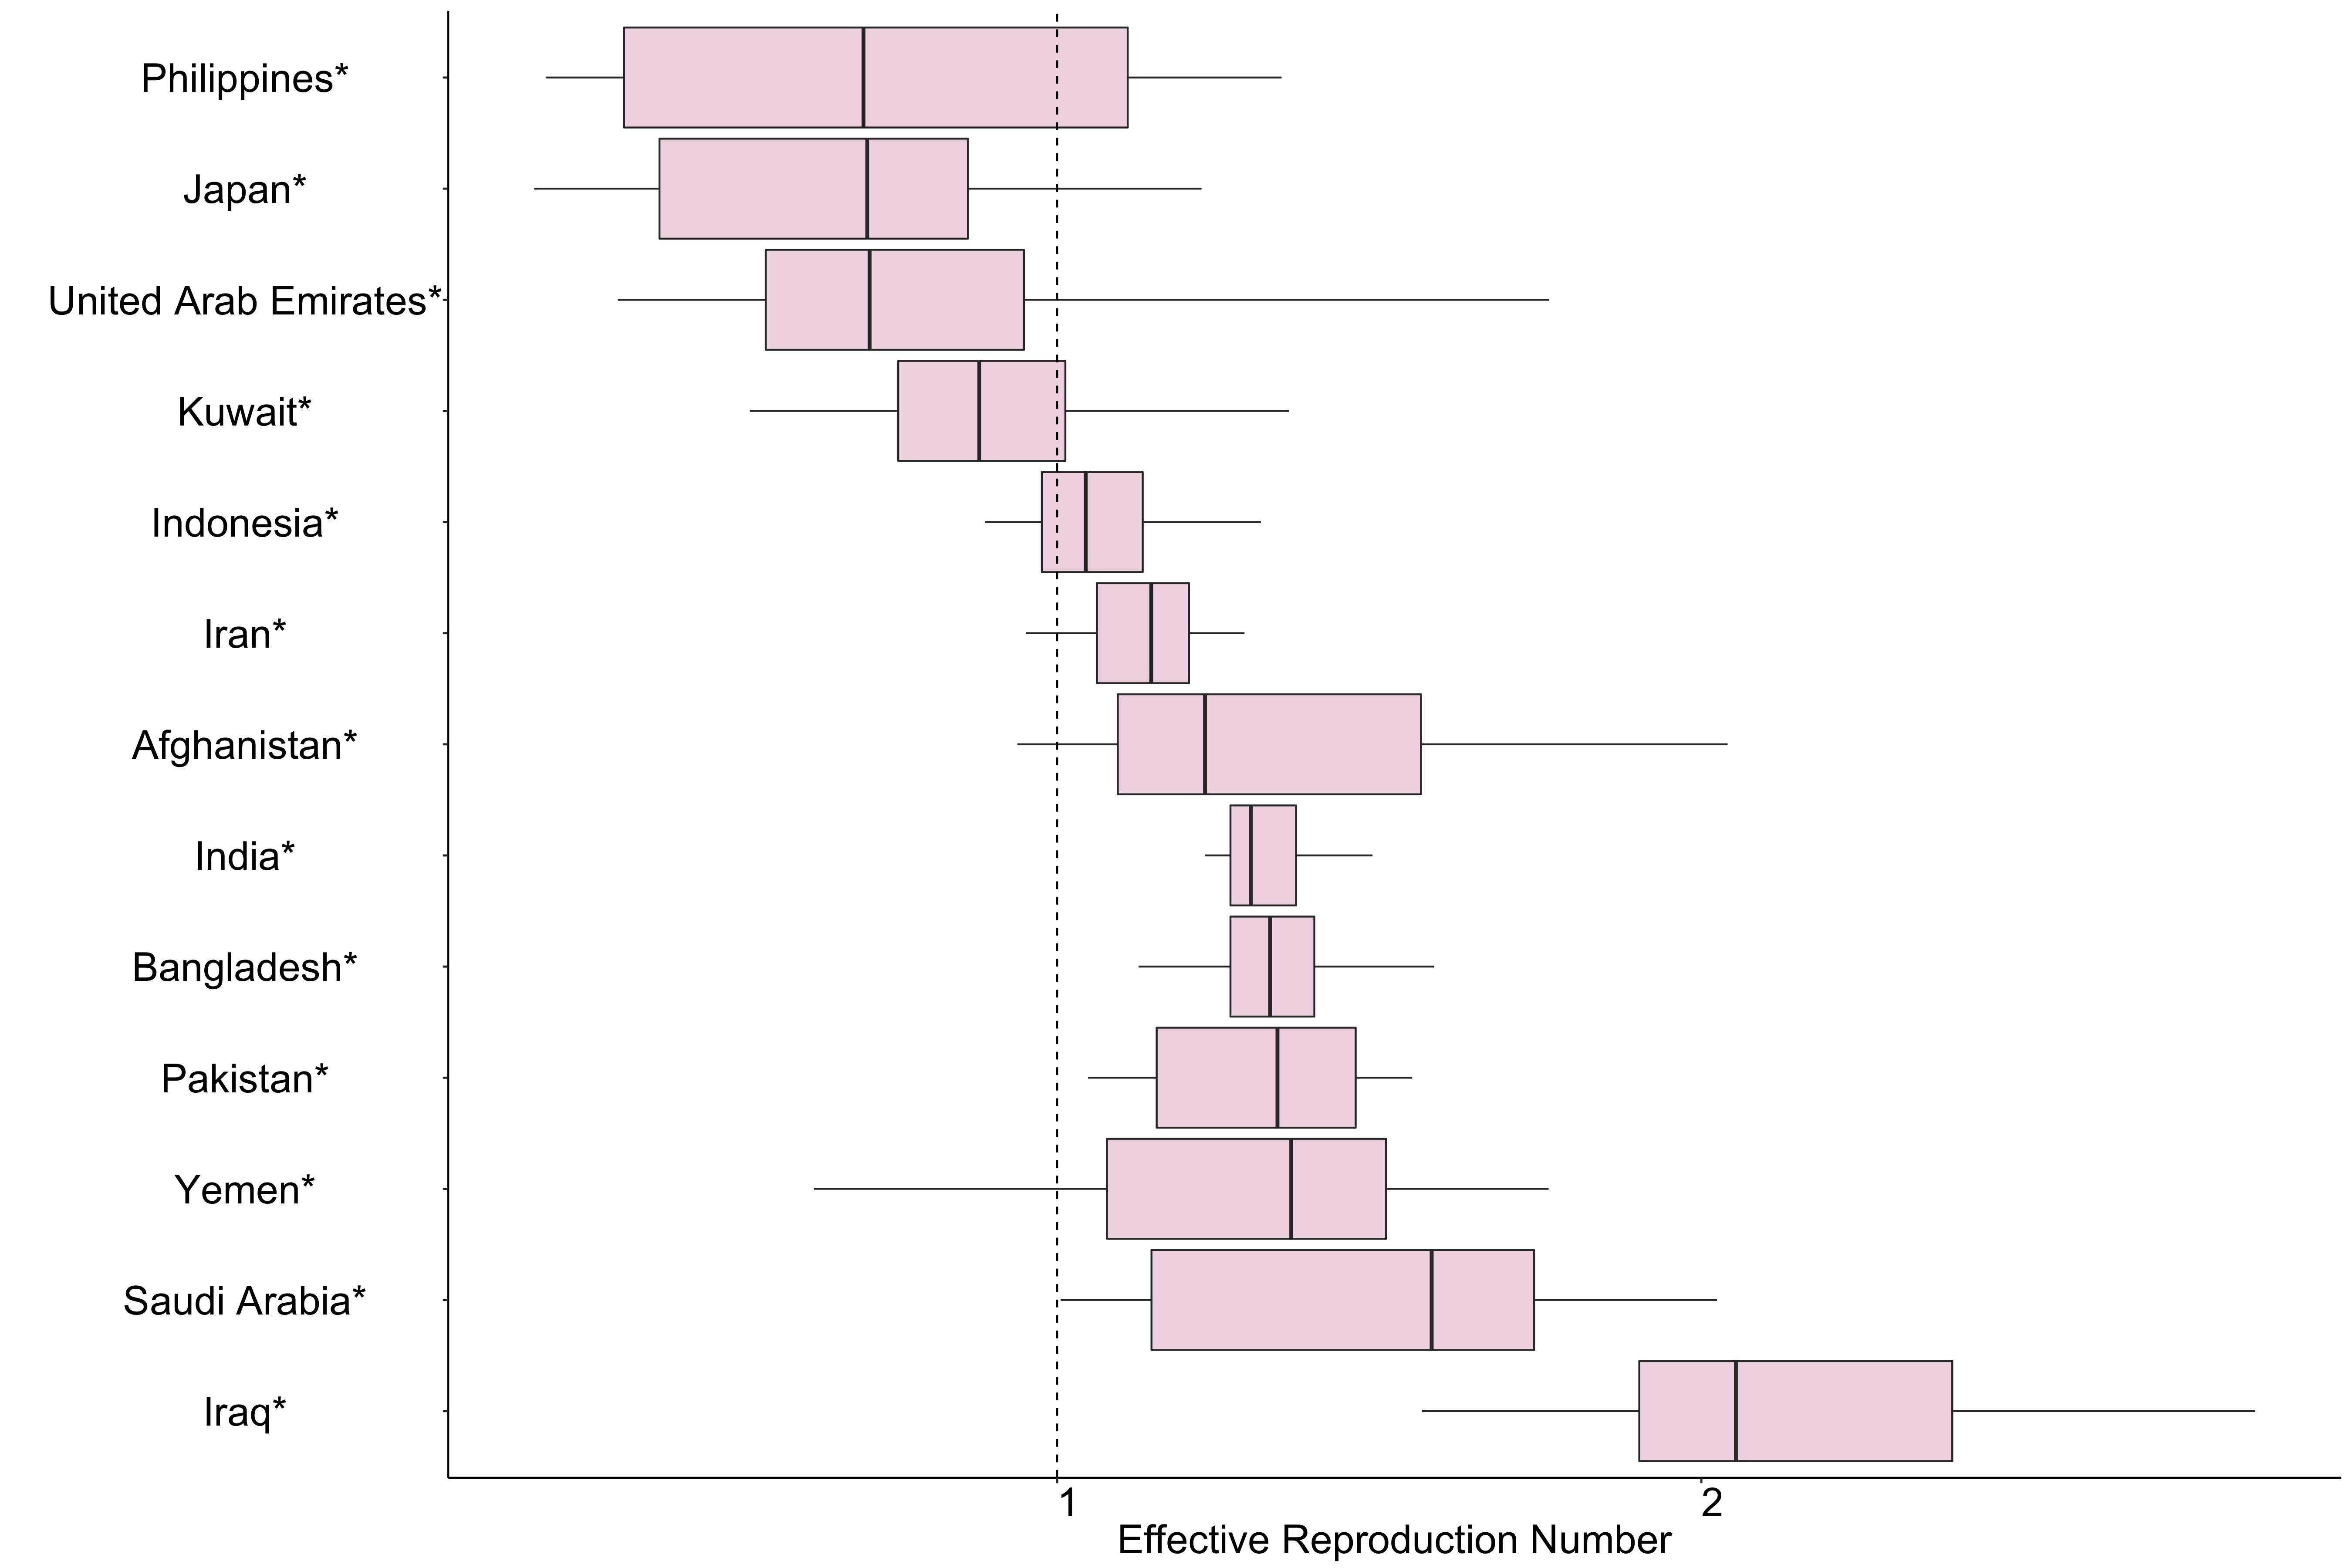 Philippines*
Japan*
United Arab Emirates*
Kuwait*
Indonesia*
Iran*
Afghanistan*
India*
Bangladesh*
Pakistan*
Yemen*
Saudi Arabia*
Iraq*
1 2
Effective Reproduction Number